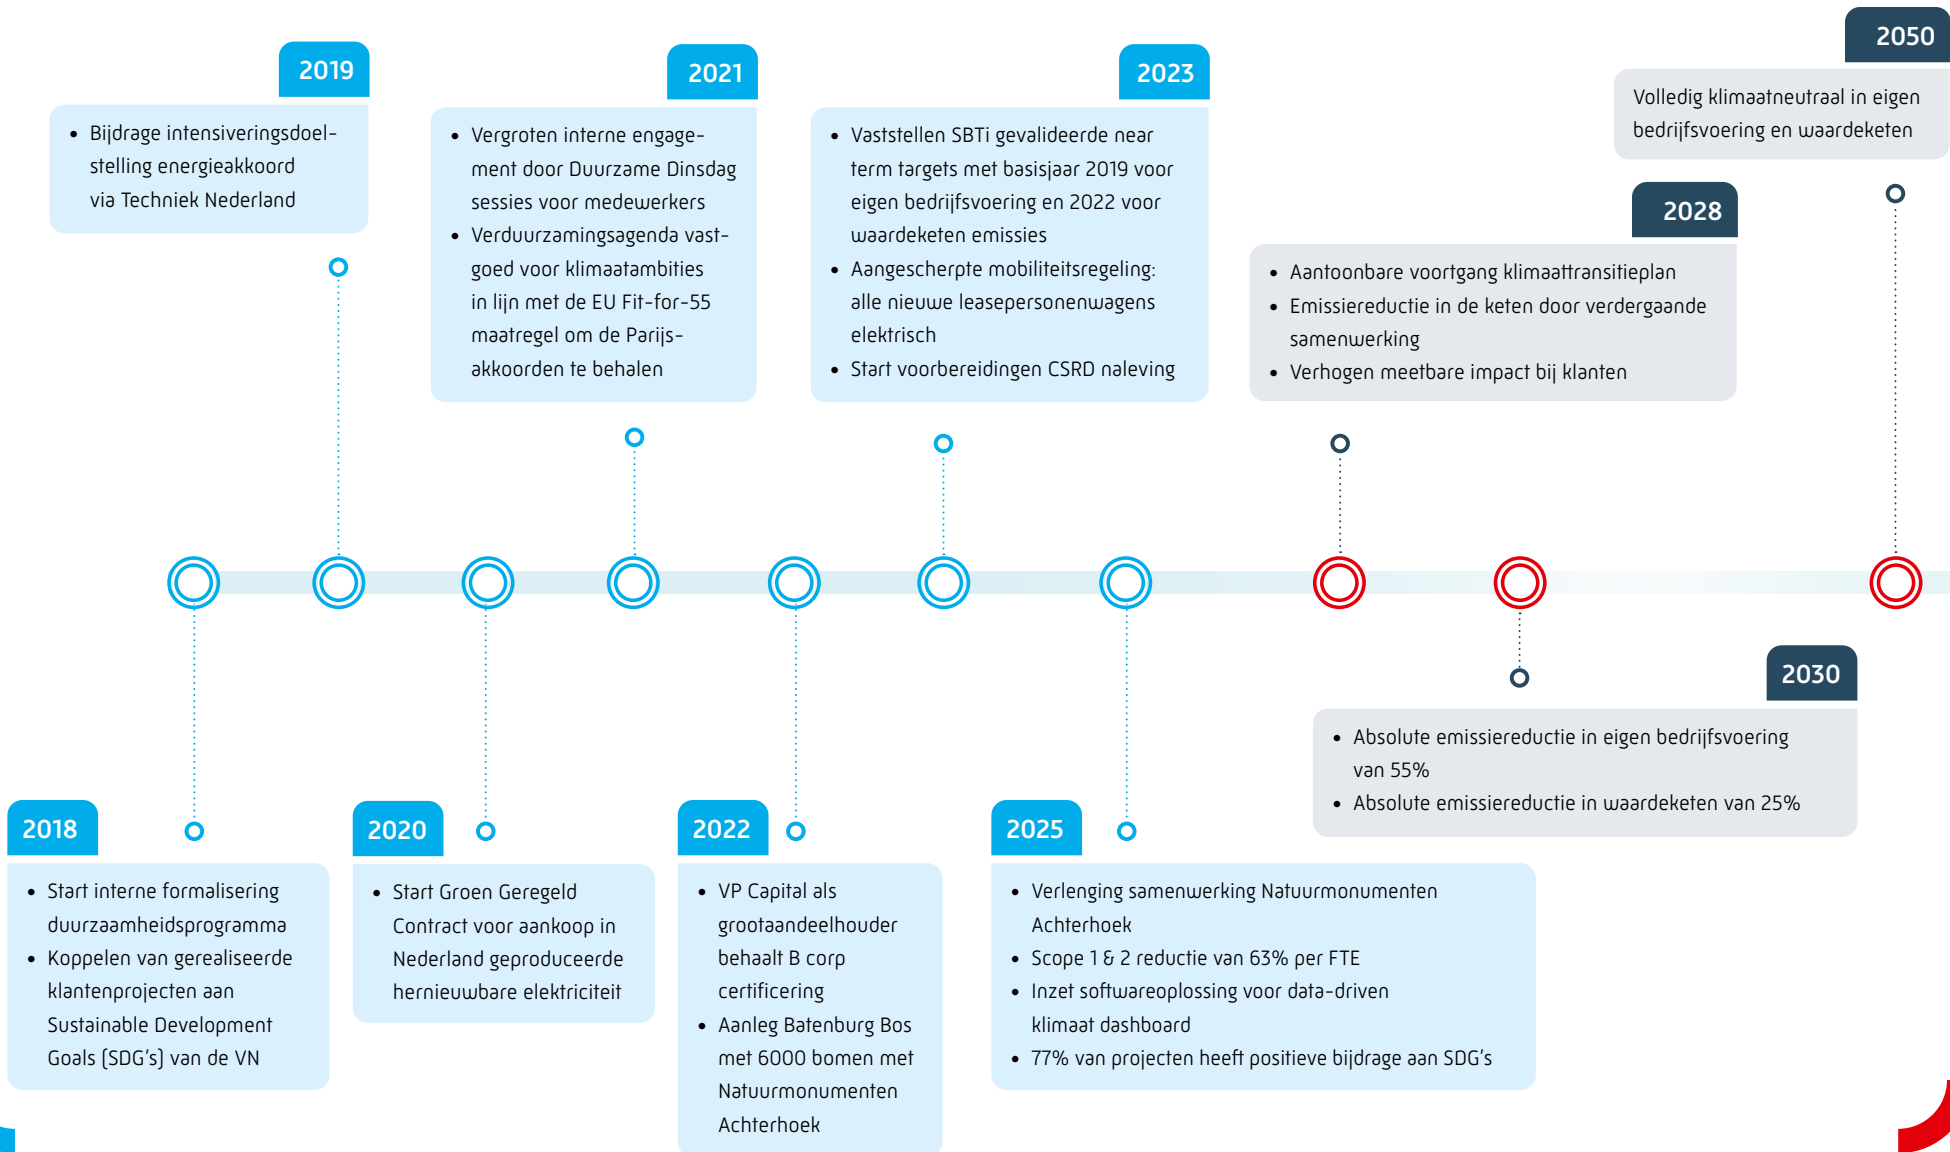 2019
• Bijdrage intensiveringsdoel-
stelling energieakkoord
via Techniek Nederland
2021
• Vergroten interne engage-
ment door Duurzame Dinsdag
sessies voor medewerkers
• Verduurzamingsagenda vast-
goed voor klimaatambities
in lijn met de EU Fit-for-55
maatregel om de Parijs-
akkoorden te behalen
2023
• Vaststellen SBTi gevalideerde near
term targets met basisjaar 2019 voor
eigen bedrijfsvoering en 2022 voor
waardeketen emissies
• Aangescherpte mobiliteitsregeling:
alle nieuwe leasepersonenwagens
elektrisch
• Start voorbereidingen CSRD naleving
2028
• Aantoonbare voortgang klimaattransitieplan
• Emissiereductie in de keten door verdergaande
samenwerking
• Verhogen meetbare impact bij klanten
2050
Volledig klimaatneutraal in eigen
bedrijfsvoering en waardeketen
2018
• Start interne formalisering
duurzaamheidsprogramma
• Koppelen van gerealiseerde
klantenprojecten aan
Sustainable Development
Goals (SDG's) van de VN
2020
• Start Groen Geregeld
Contract voor aankoop in
Nederland geproduceerde
hernieuwbare elektriciteit
2022
• VP Capital als
grootaandeelhouder
behaalt B corp
certificering
• Aanleg Batenburg Bos
met 6000 bomen met
Natuurmonumenten
Achterhoek
2025
• Verlenging samenwerking Natuurmonumenten
Achterhoek
• Scope 1 & 2 reductie van 63% per FTE
• Inzet softwareoplossing voor data-driven
klimaat dashboard
• 77% van projecten heeft positieve bijdrage aan SDG's
2030
• Absolute emissiereductie in eigen bedrijfsvoering
van 55%
• Absolute emissiereductie in waardeketen van 25%